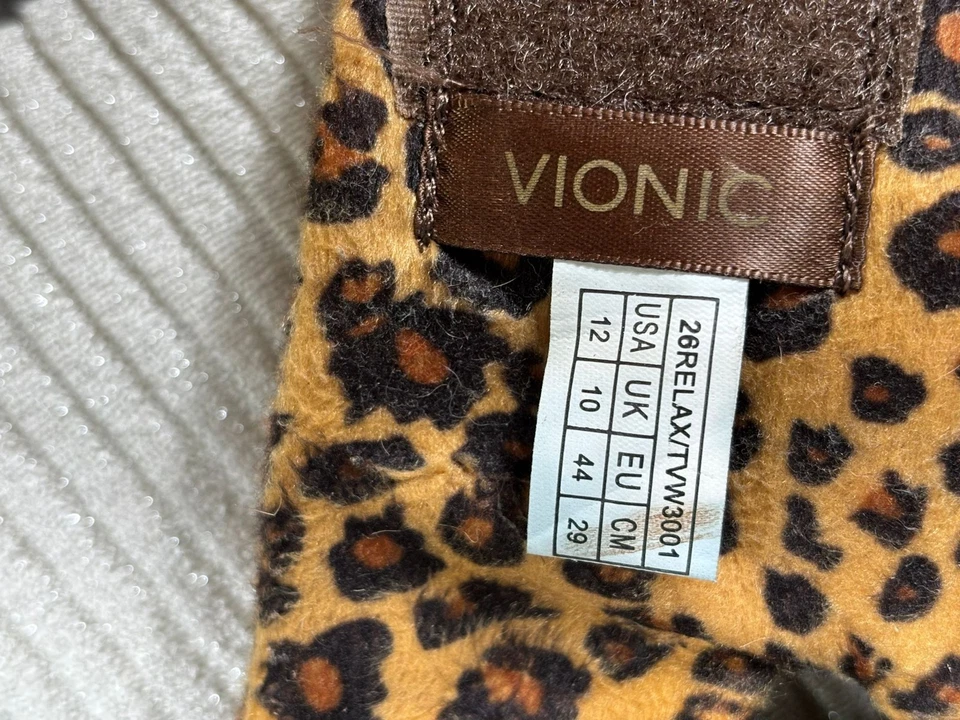 VIONIC
26RELAX/TVW3001
USA UK EU CM
12 10 44 29